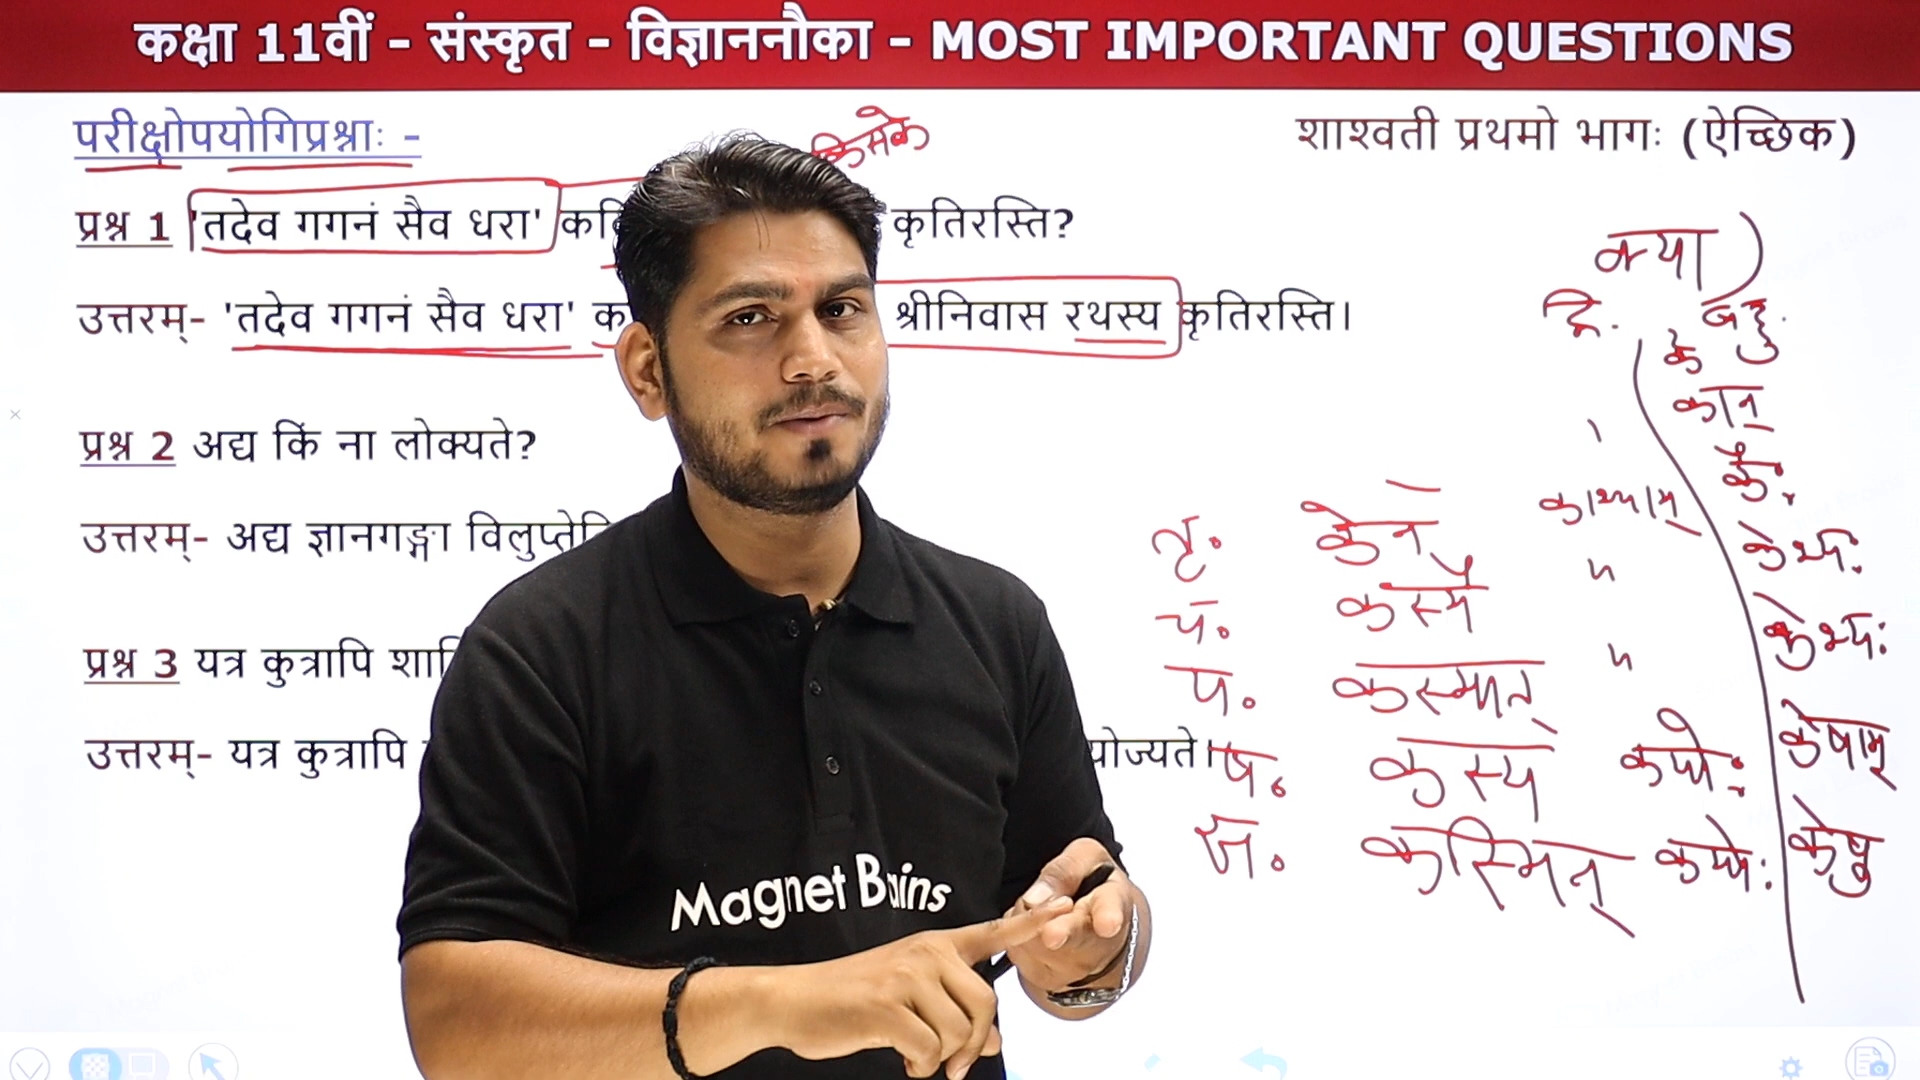 कक्षा 11वीं - संस्कृत - विज्ञाननौका - MOST IMPORTANT QUESTIONS
परीक्षोपयोगिप्रश्नाः -
किसके
शाश्वती प्रथमो भागः (ऐच्छिक)
प्रश्न 1 'तदेव गगनं सैव धरा' कृतिरस्ति?
उत्तरम्- 'तदेव गगनं सैव धरा' श्रीनिवास रथस्य कृतिरस्ति।
प्रश्न 2 अद्य किं ना लोक्यते?
उत्तरम्- अद्य ज्ञानगङ्गा
प्रश्न 3 यत्र कुत्रापि
उत्तरम्- यत्र कुत्रापि योज्यते।
क्या
द्वि. बहु.
के
कान्
कैः
तृ. केन काभ्याम्
च. कस्मै " केभ्यः
प. कस्मात् " केभ्यः
ष. कस्य कयोः केषाम्
स. कस्मिन् कयोः केषु
Magnet Brains